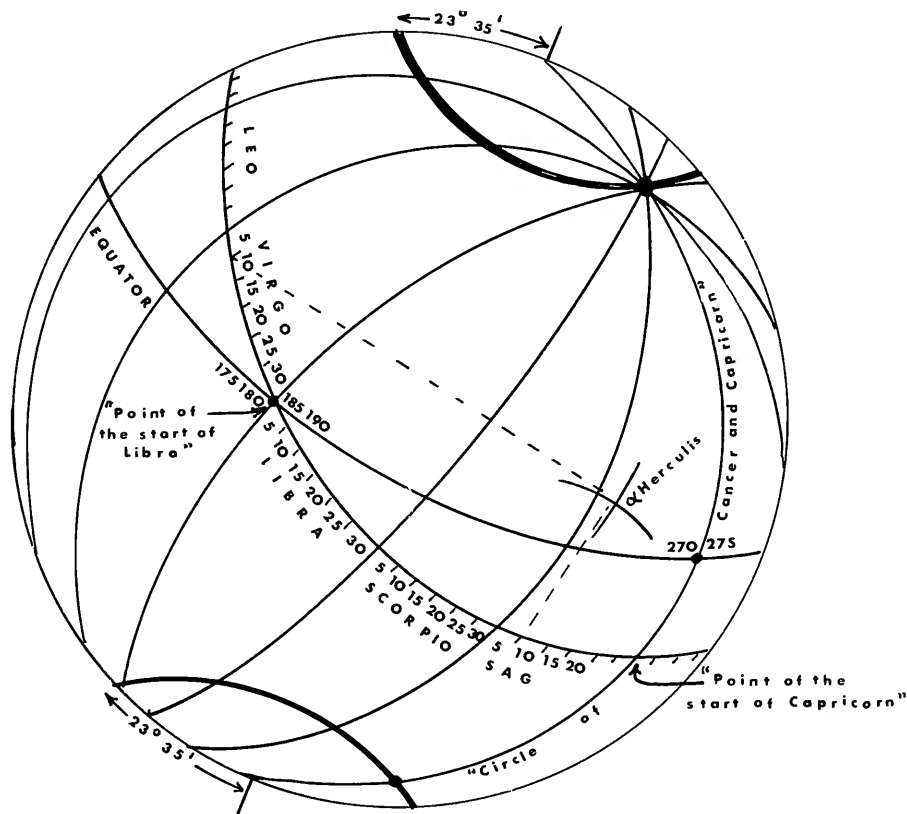 23° 35'
LEO
EQUATOR
VIRGO
5 10 15 20 25 30
175 180 185 190
"Point of
the start of
Libra"
5 10 15 20 25 30
LIBRA
5 10 15 20 25 30
SCORPIO
5 10 15 20
SAG
αHerculis
270 275
"Circle of Cancer and Capricorn"
"Point of the
start of Capricorn"
23° 35'